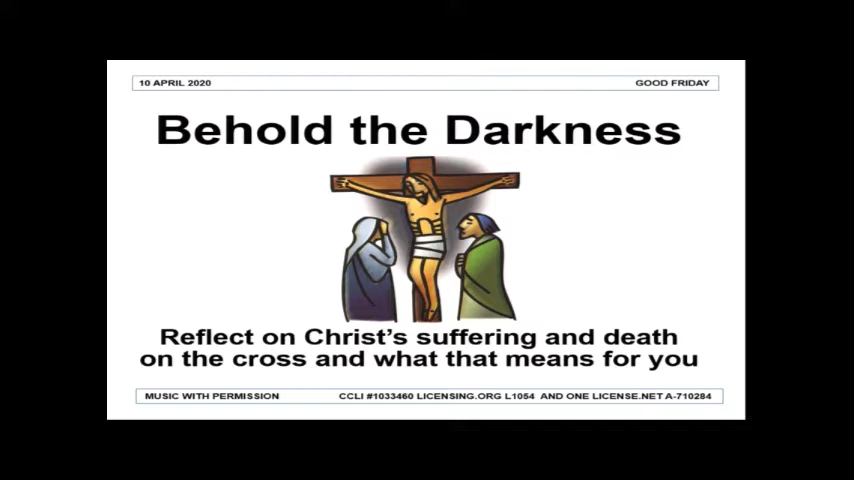 10 APRIL 2020 GOOD FRIDAY
Behold the Darkness
Reflect on Christ's suffering and death
on the cross and what that means for you
MUSIC WITH PERMISSION CCLI #1033460 LICENSING.ORG L1054 AND ONE LICENSE.NET A-710284